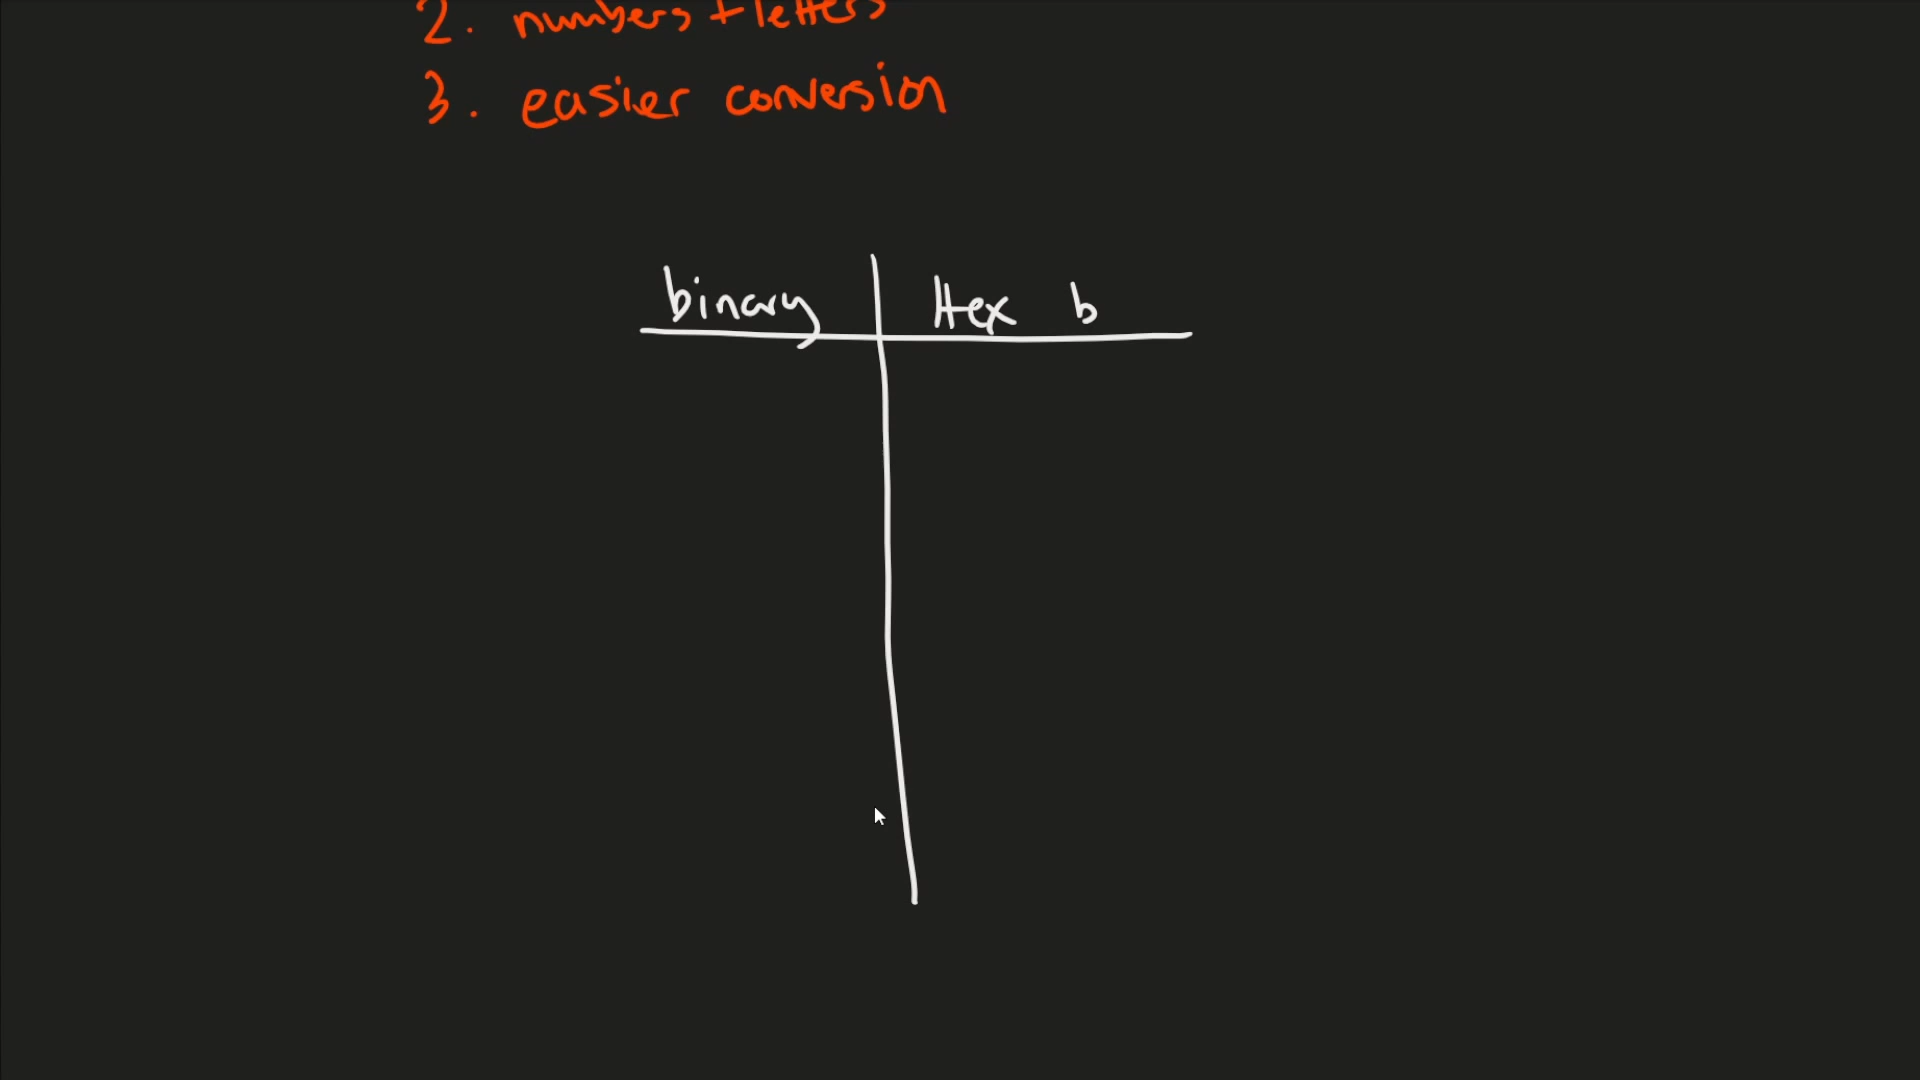 2. numbers + letters
3. easier conversion
binary Hex b